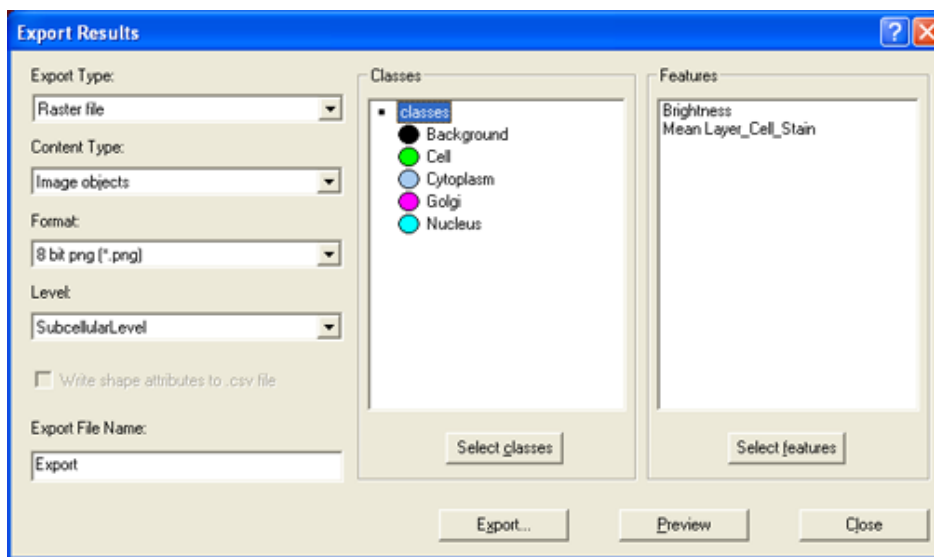 Export Results
Export Type:
Raster file
Content Type:
Image objects
Format:
8 bit png (*.png)
Level:
SubcellularLevel
Write shape attributes to .csv file
Export File Name:
Export
Classes
classes
Background
Cell
Cytoplasm
Golgi
Nucleus
Select classes
Features
Brightness
Mean Layer_Cell_Stain
Select features
Export...
Preview
Close